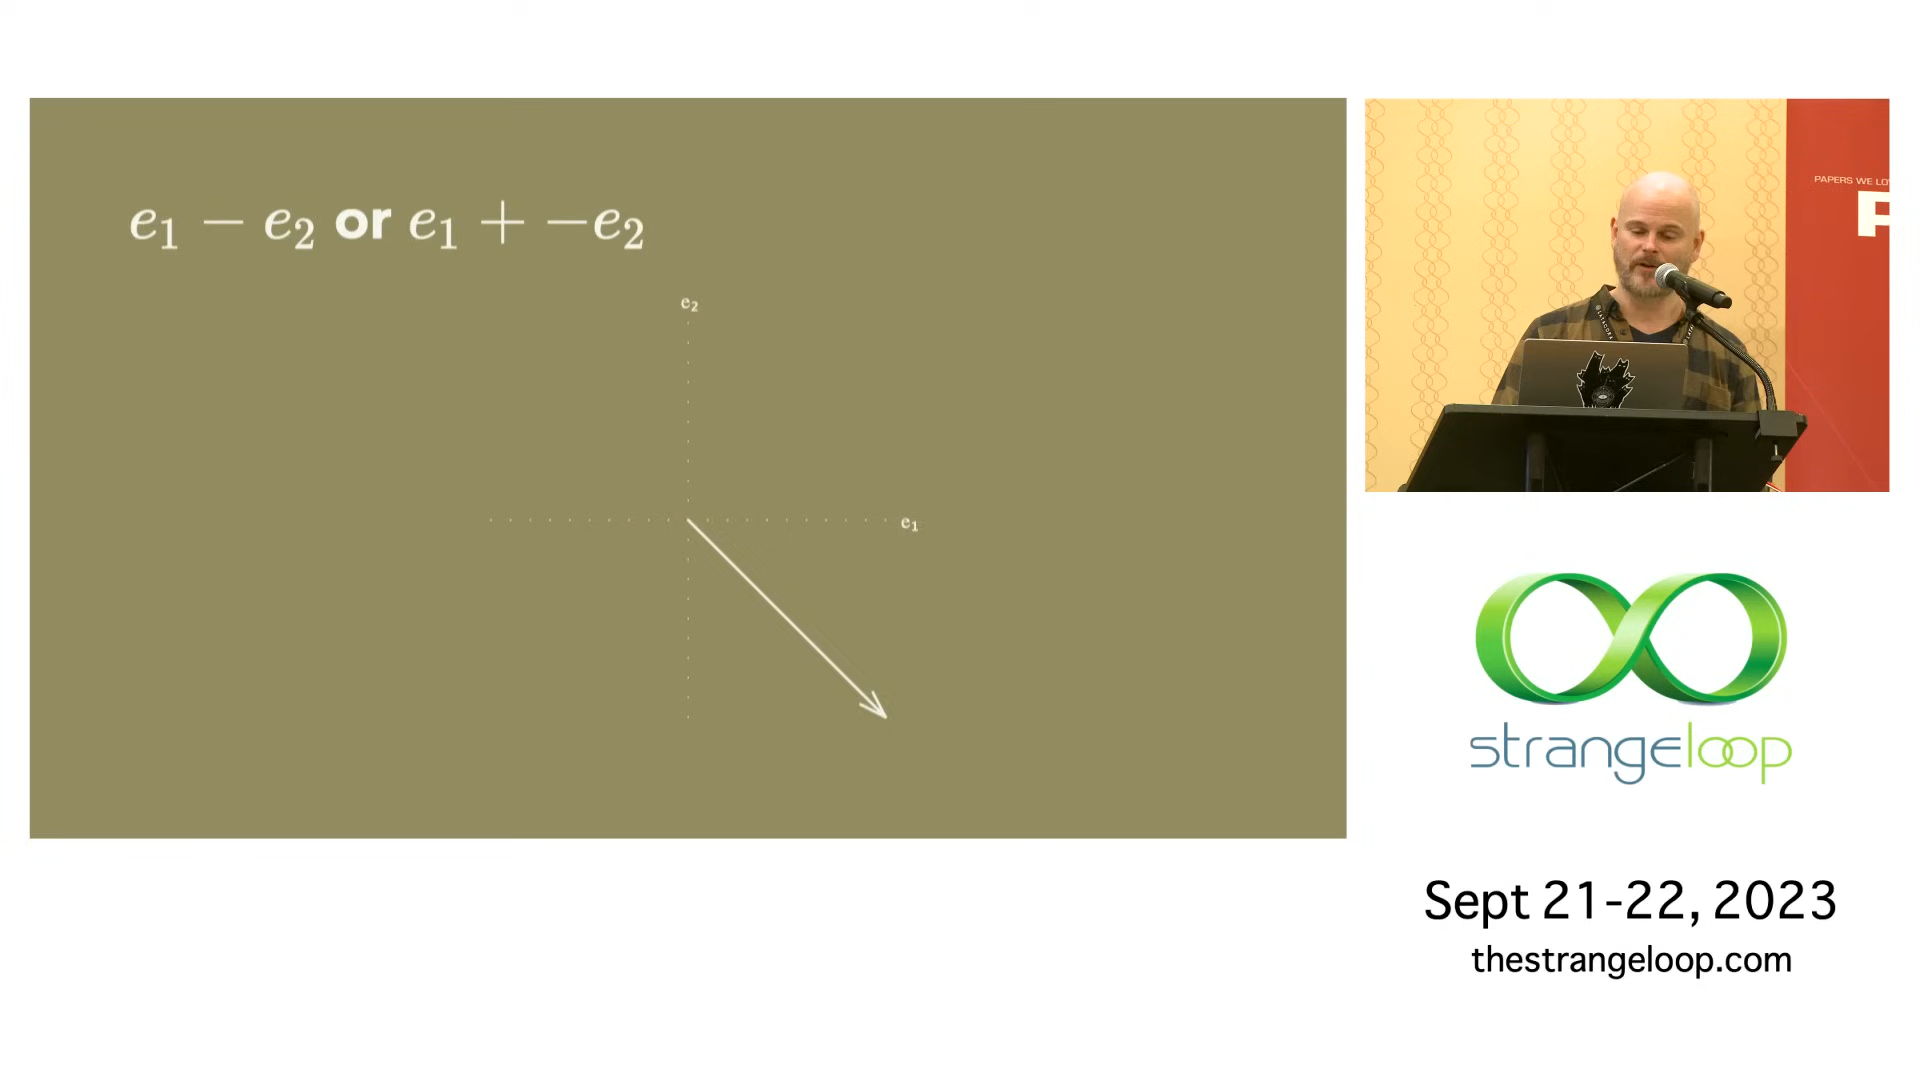 e₁ − e₂ or e₁ + −e₂
e₂
e₁
PAPERS WE LO
strangeloop
Sept 21-22, 2023
thestrangeloop.com